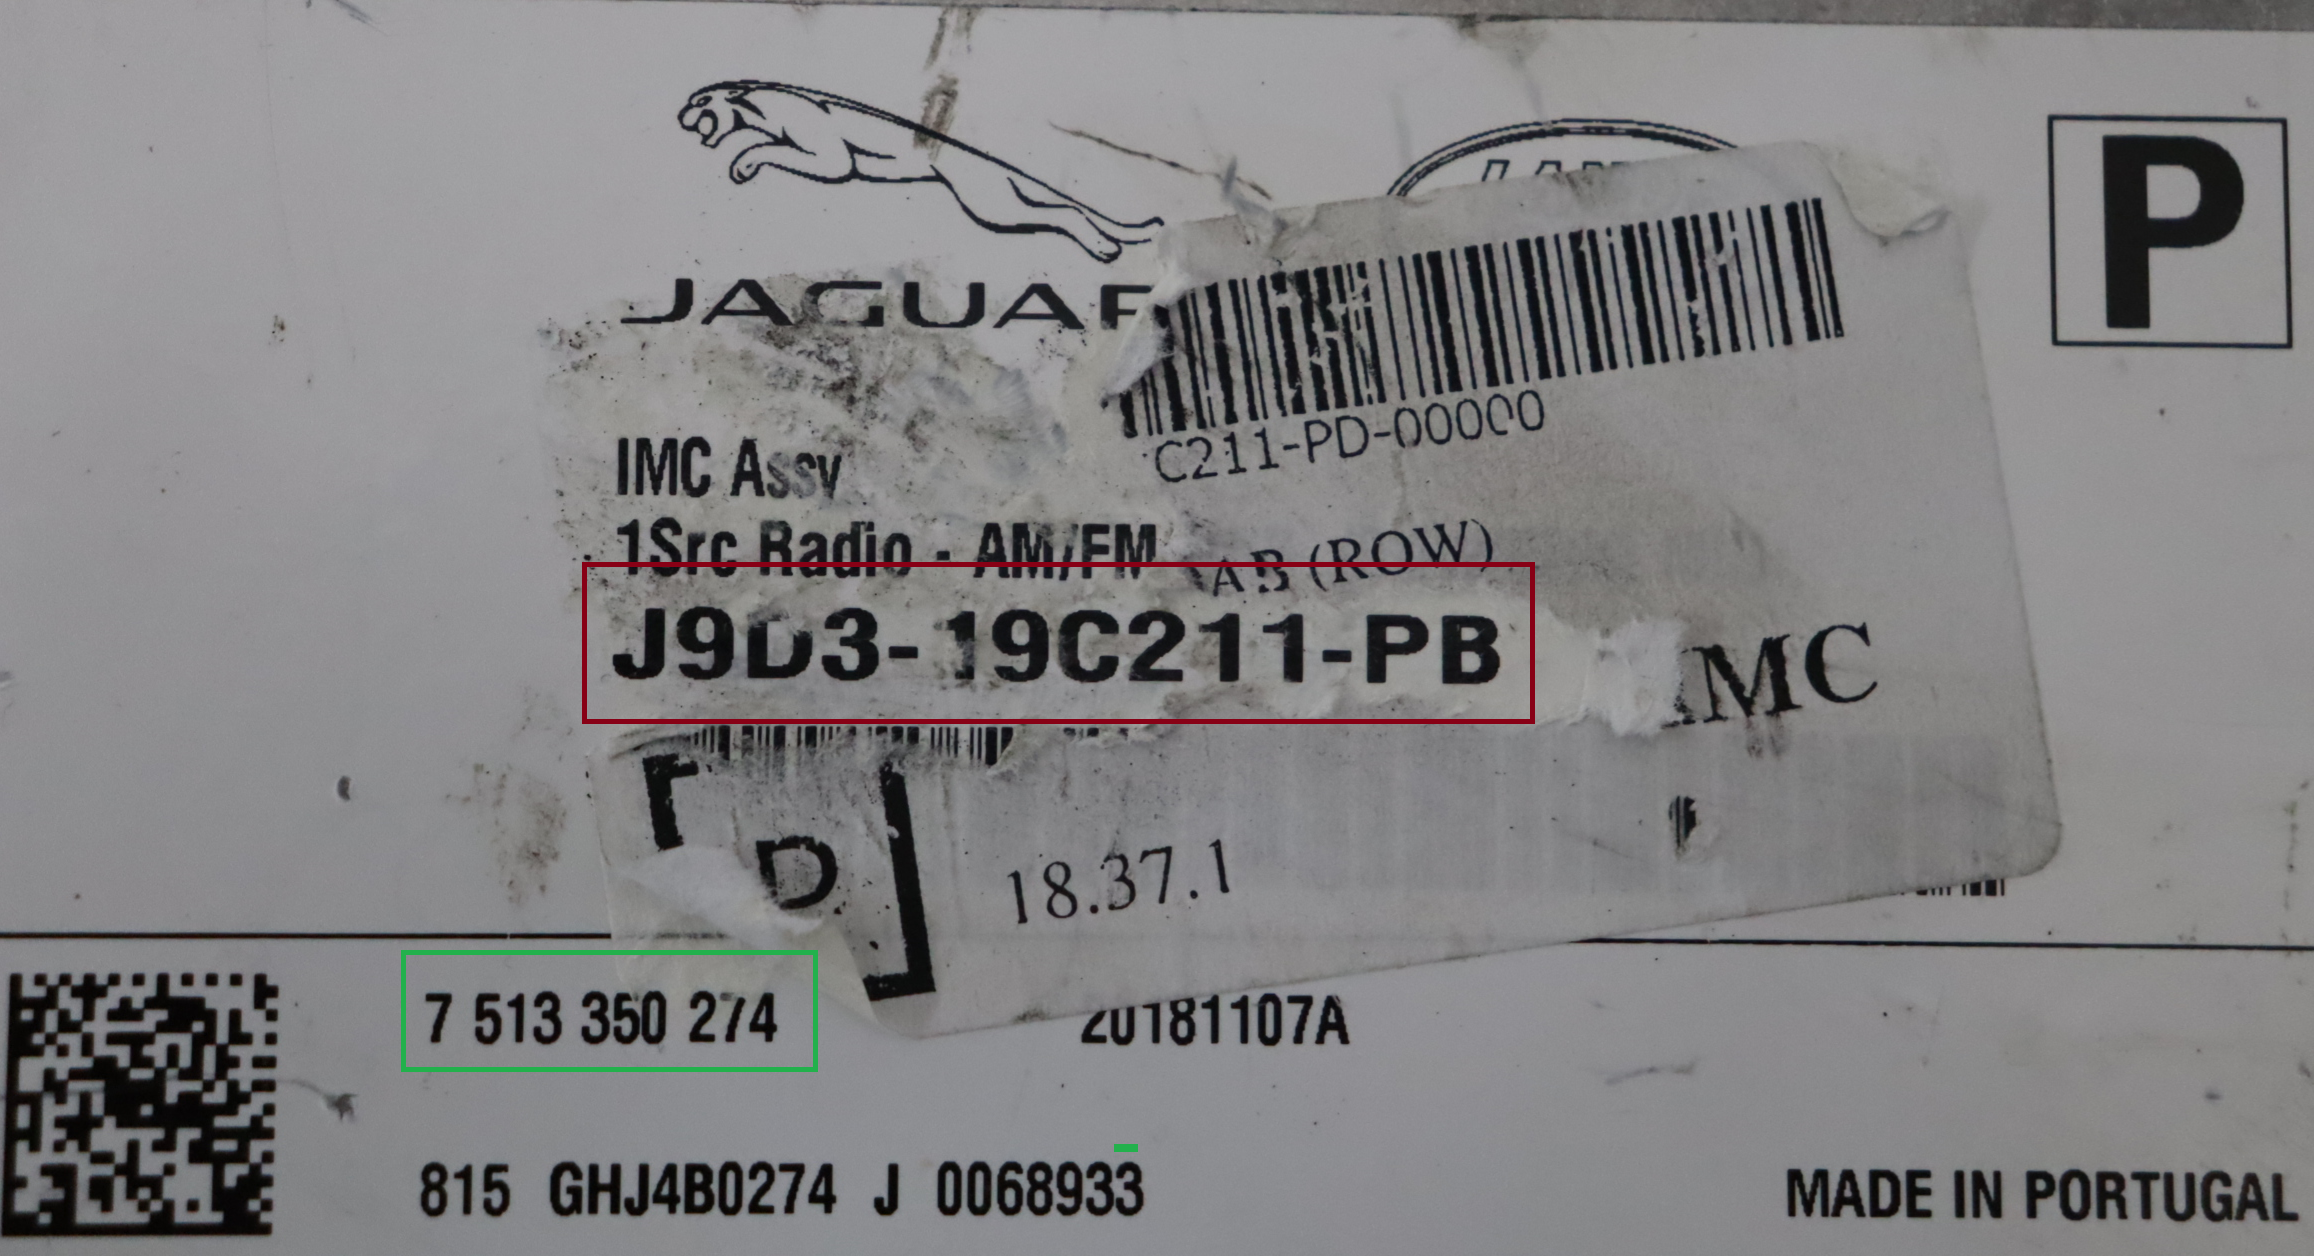 JAGUAR
P
C211-PD-00000
IMC Assy
1Src Radio - AM/FM
AB (ROW)
J9D3-19C211-PB
IMC
D
18.37.1
7 513 350 274
20181107A
815 GHJ4B0274 J 0068933
MADE IN PORTUGAL